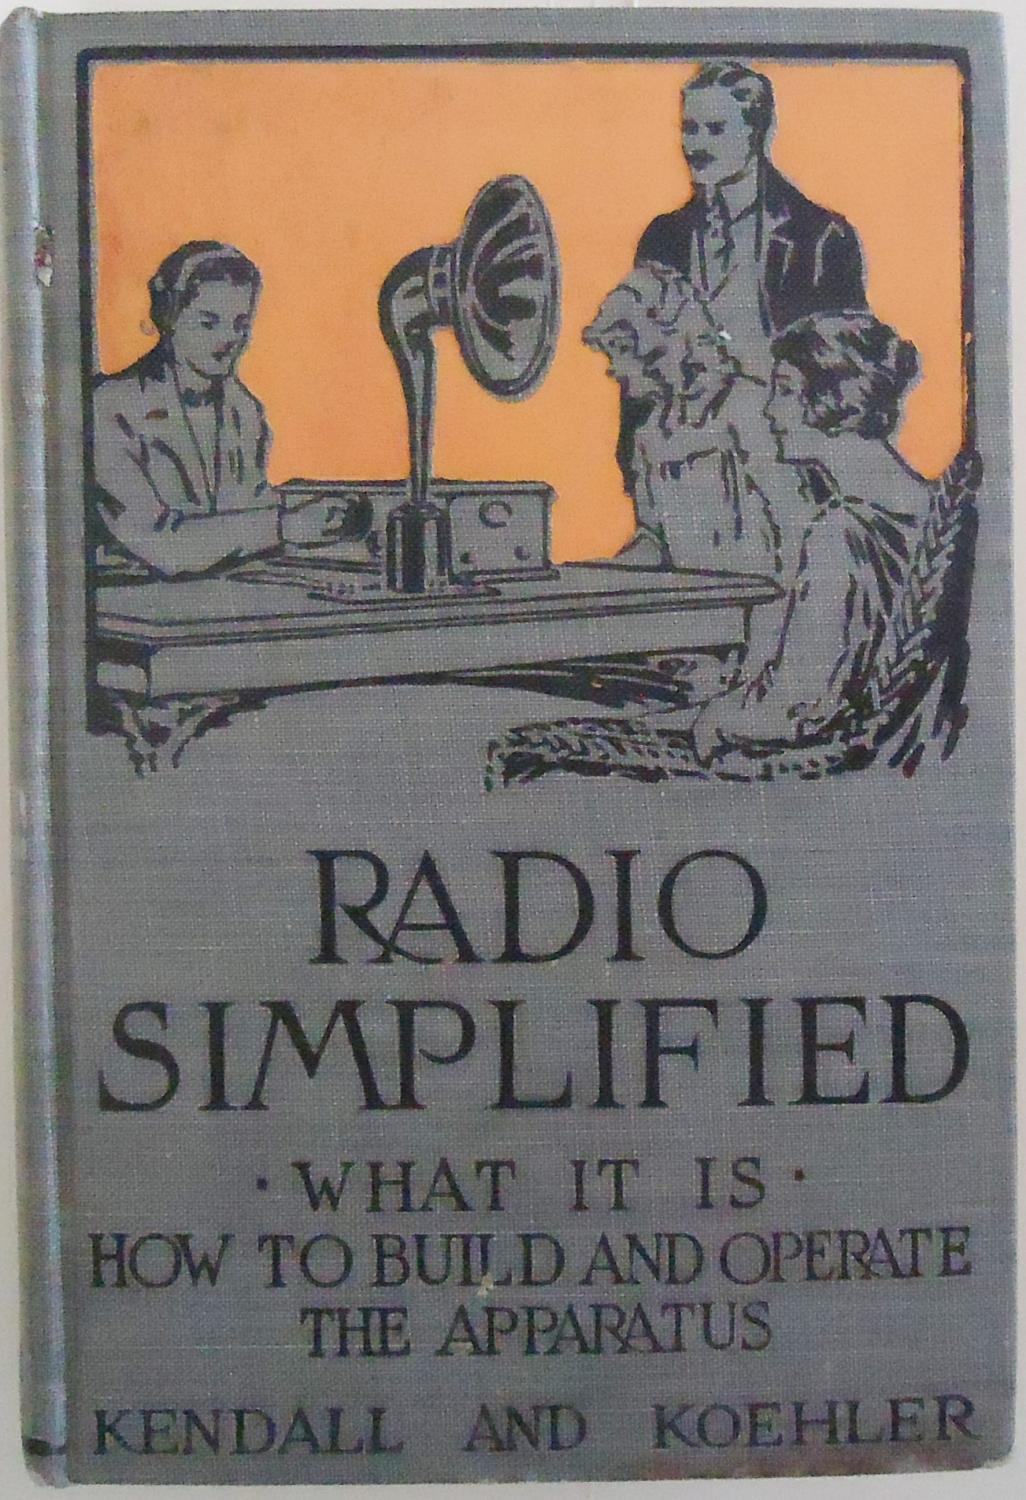 RADIO
SIMPLIFIED
· WHAT IT IS ·
HOW TO BUILD AND OPERATE
THE APPARATUS
KENDALL AND KOEHLER